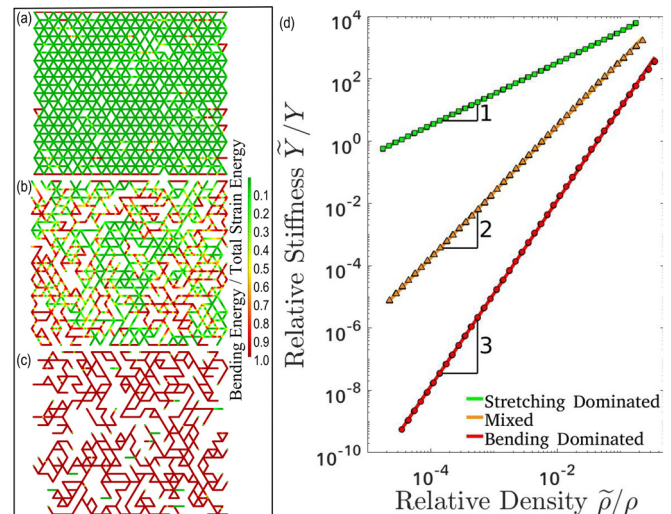 (a)
(b)
(c)
Bending Energy / Total Strain Energy
0.1
0.2
0.3
0.4
0.5
0.6
0.7
0.8
0.9
1.0
(d)
Relative Stiffness Ỹ/Y
10^4
10^2
10^0
10^-2
10^-4
10^-6
10^-8
10^-10
1
2
3
Stretching Dominated
Mixed
Bending Dominated
10^-4
10^-2
Relative Density ρ̃/ρ